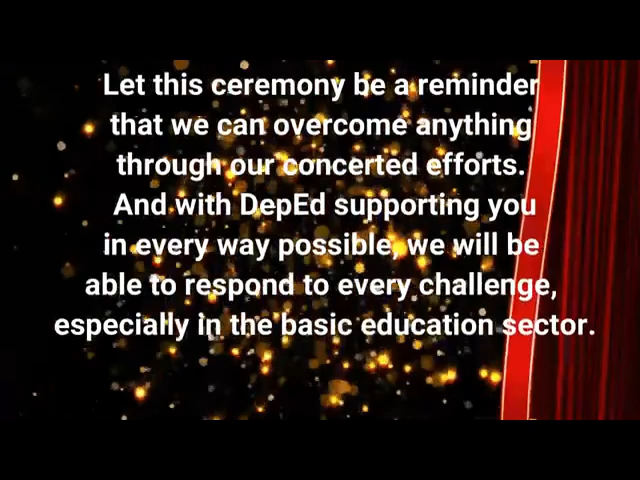 Let this ceremony be a reminder
that we can overcome anything
through our concerted efforts.
And with DepEd supporting you
in every way possible, we will be
able to respond to every challenge,
especially in the basic education sector.